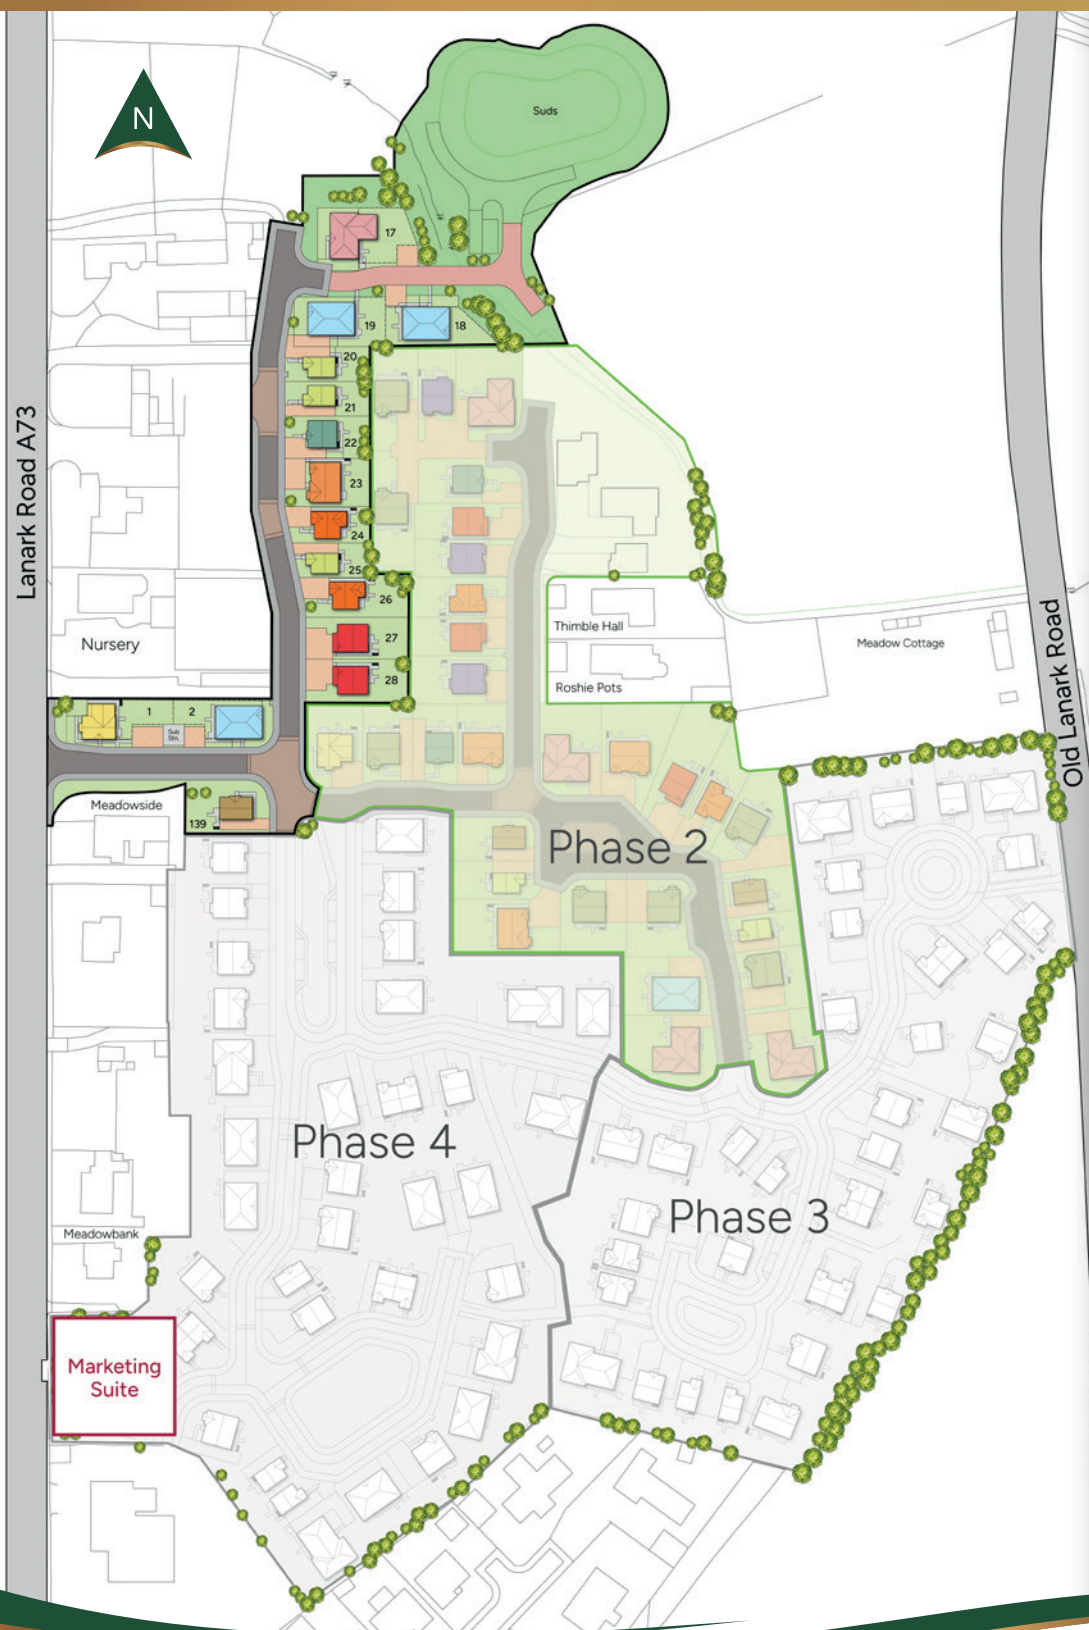 N
Suds
17
19
18
20
21
22
23
24
25
26
27
28
Lanark Road A73
Nursery
Thimble Hall
Roshie Pots
Meadow Cottage
Old Lanark Road
1
2
Sub
Stn.
Meadowside
139
Phase 2
Phase 4
Phase 3
Meadowbank
Marketing
Suite